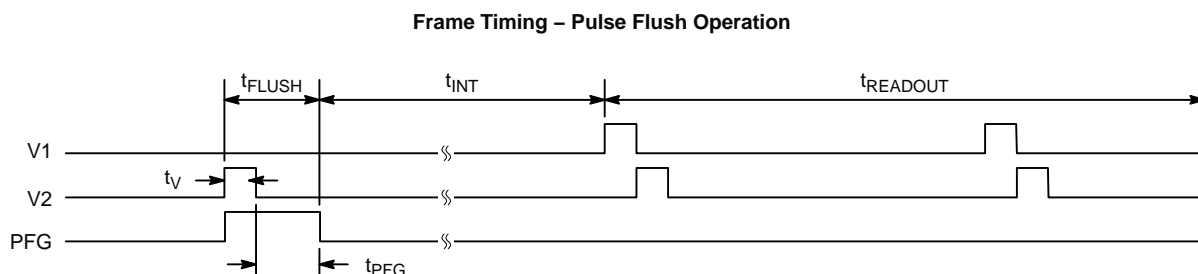 Frame Timing – Pulse Flush Operation
tFLUSH
tINT
tREADOUT
V1
tV
V2
PFG
tPFG